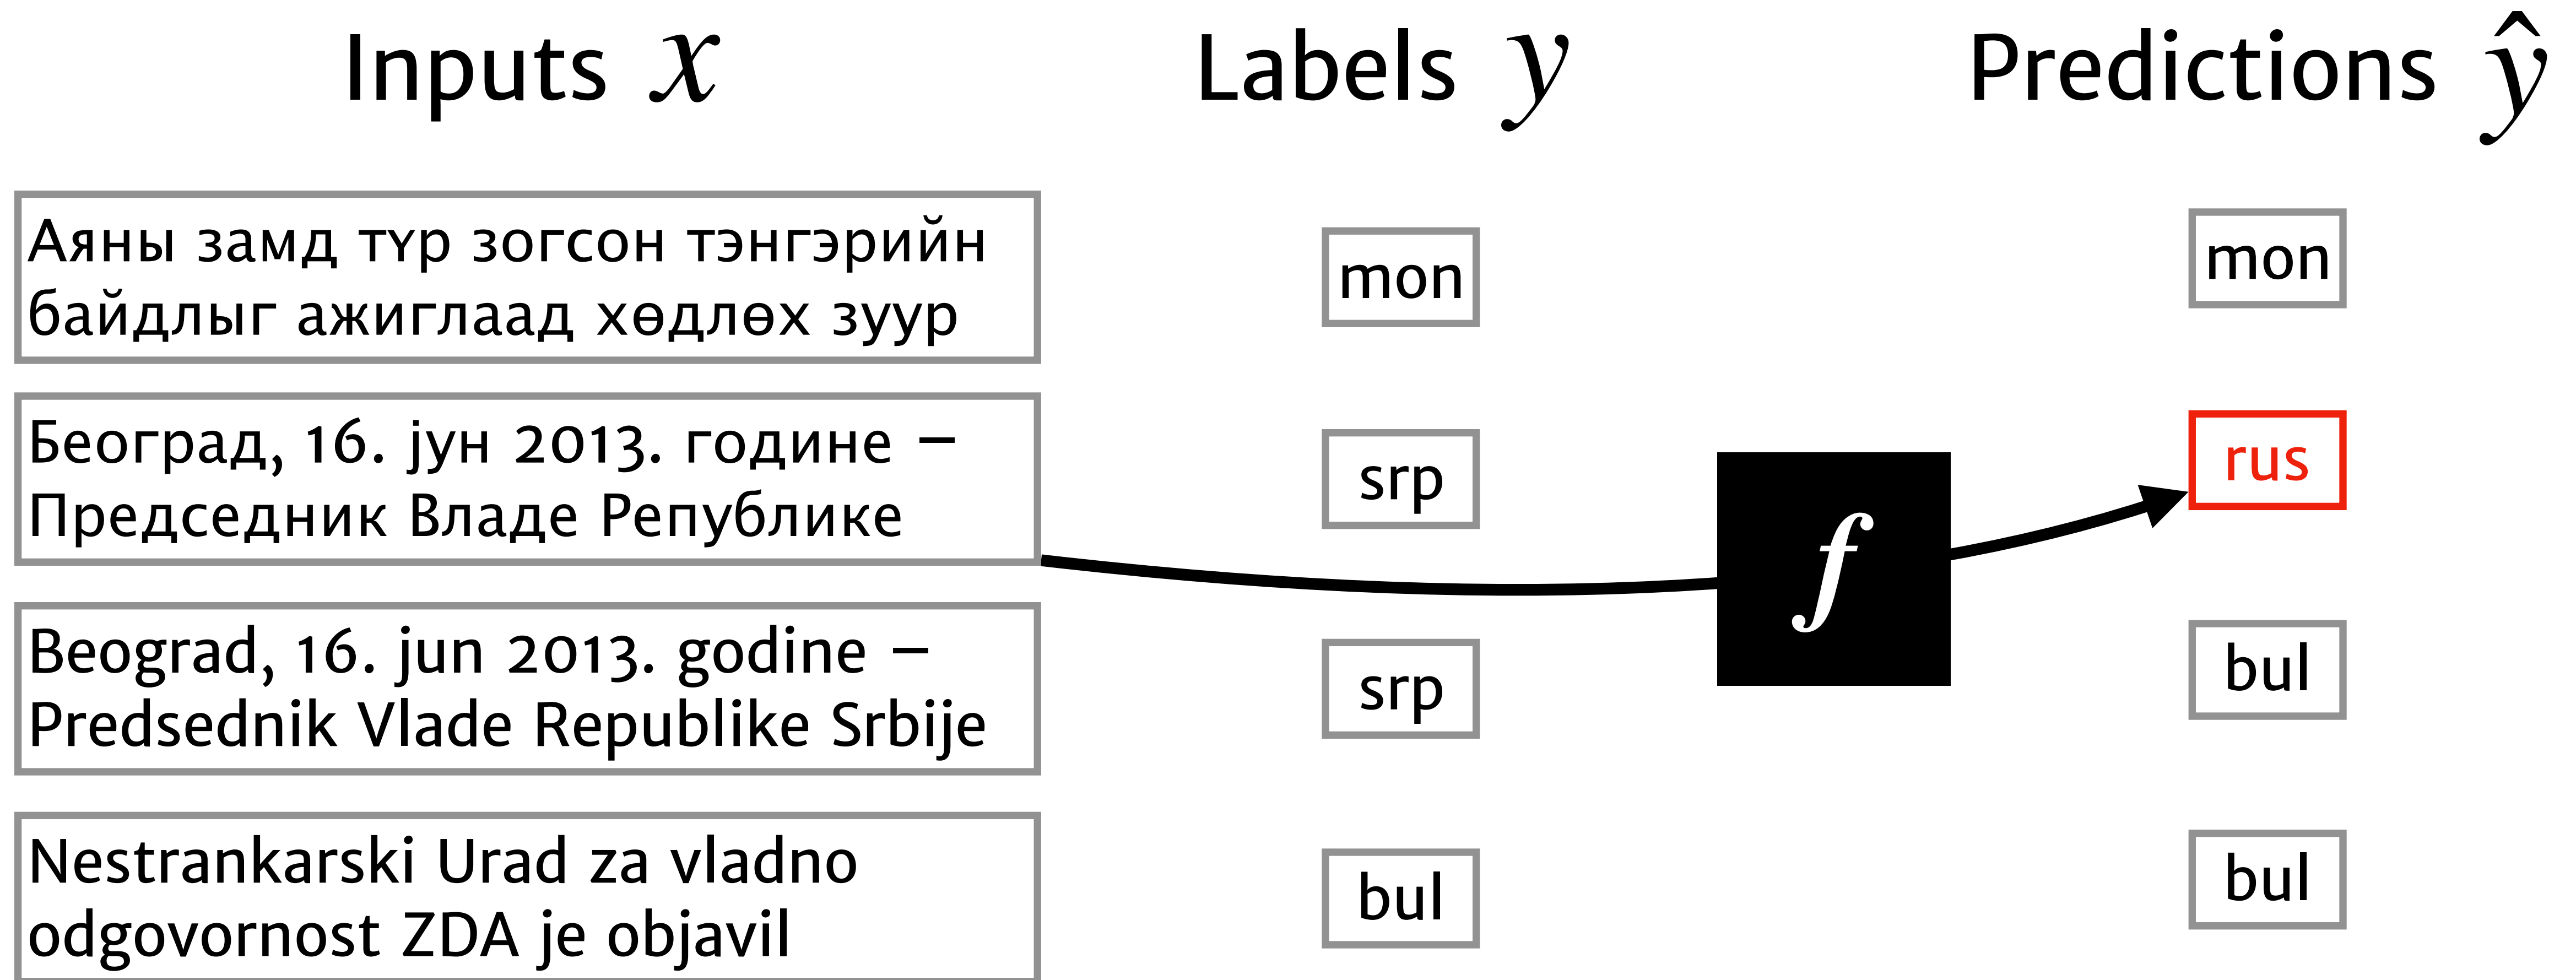 Inputs x Labels y Predictions ŷ
Аяны замд түр зогсон тэнгэрийн
байдлыг ажиглаад хөдлөх зуур
mon
mon
Београд, 16. јун 2013. године –
Председник Владе Републике
srp
f
rus
Beograd, 16. jun 2013. godine –
Predsednik Vlade Republike Srbije
srp
bul
Nestrankarski Urad za vladno
odgovornost ZDA je objavil
bul
bul